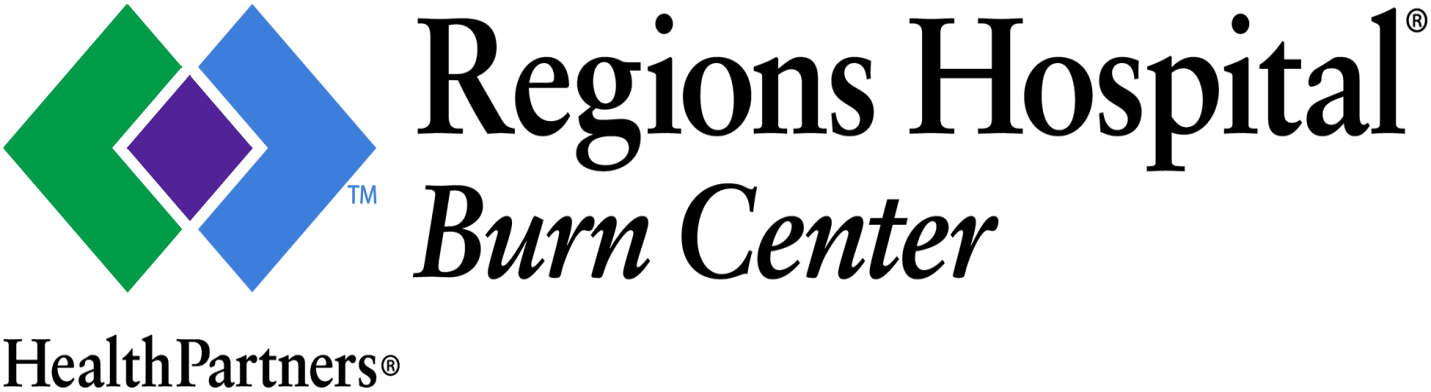 Regions Hospital®
Burn Center
TM
HealthPartners®